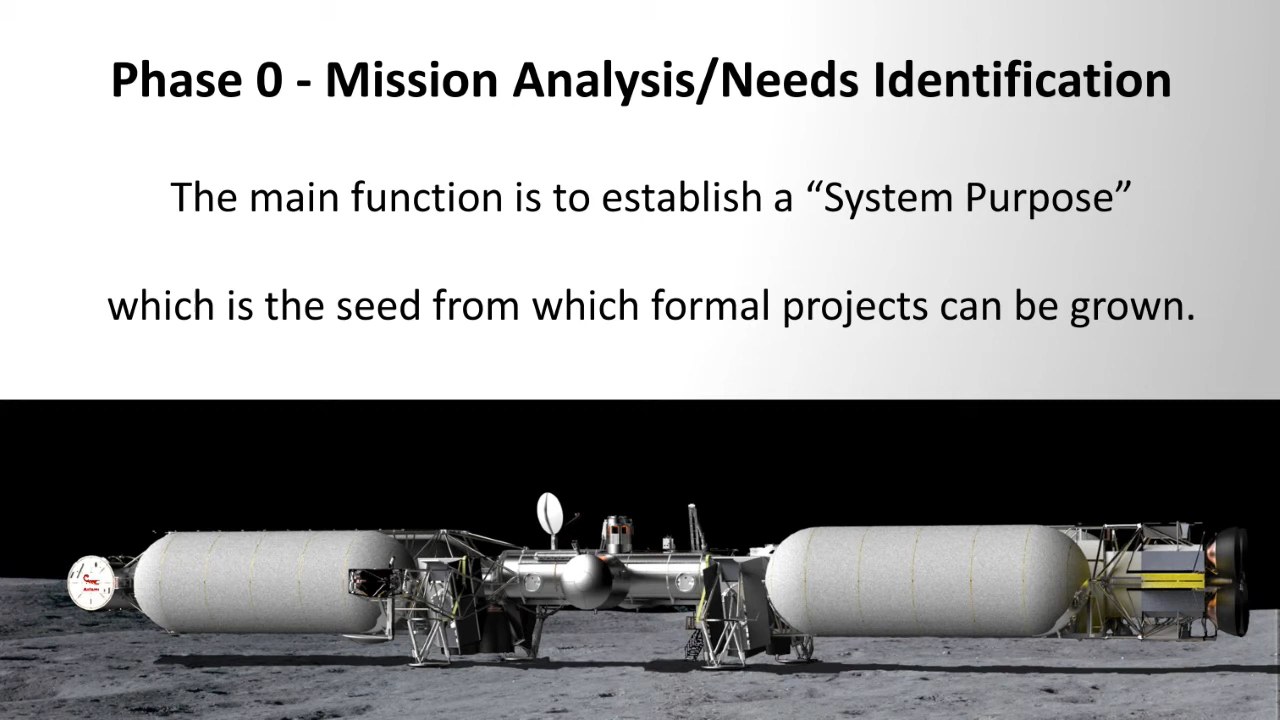 Phase 0 - Mission Analysis/Needs Identification
The main function is to establish a “System Purpose”
which is the seed from which formal projects can be grown.